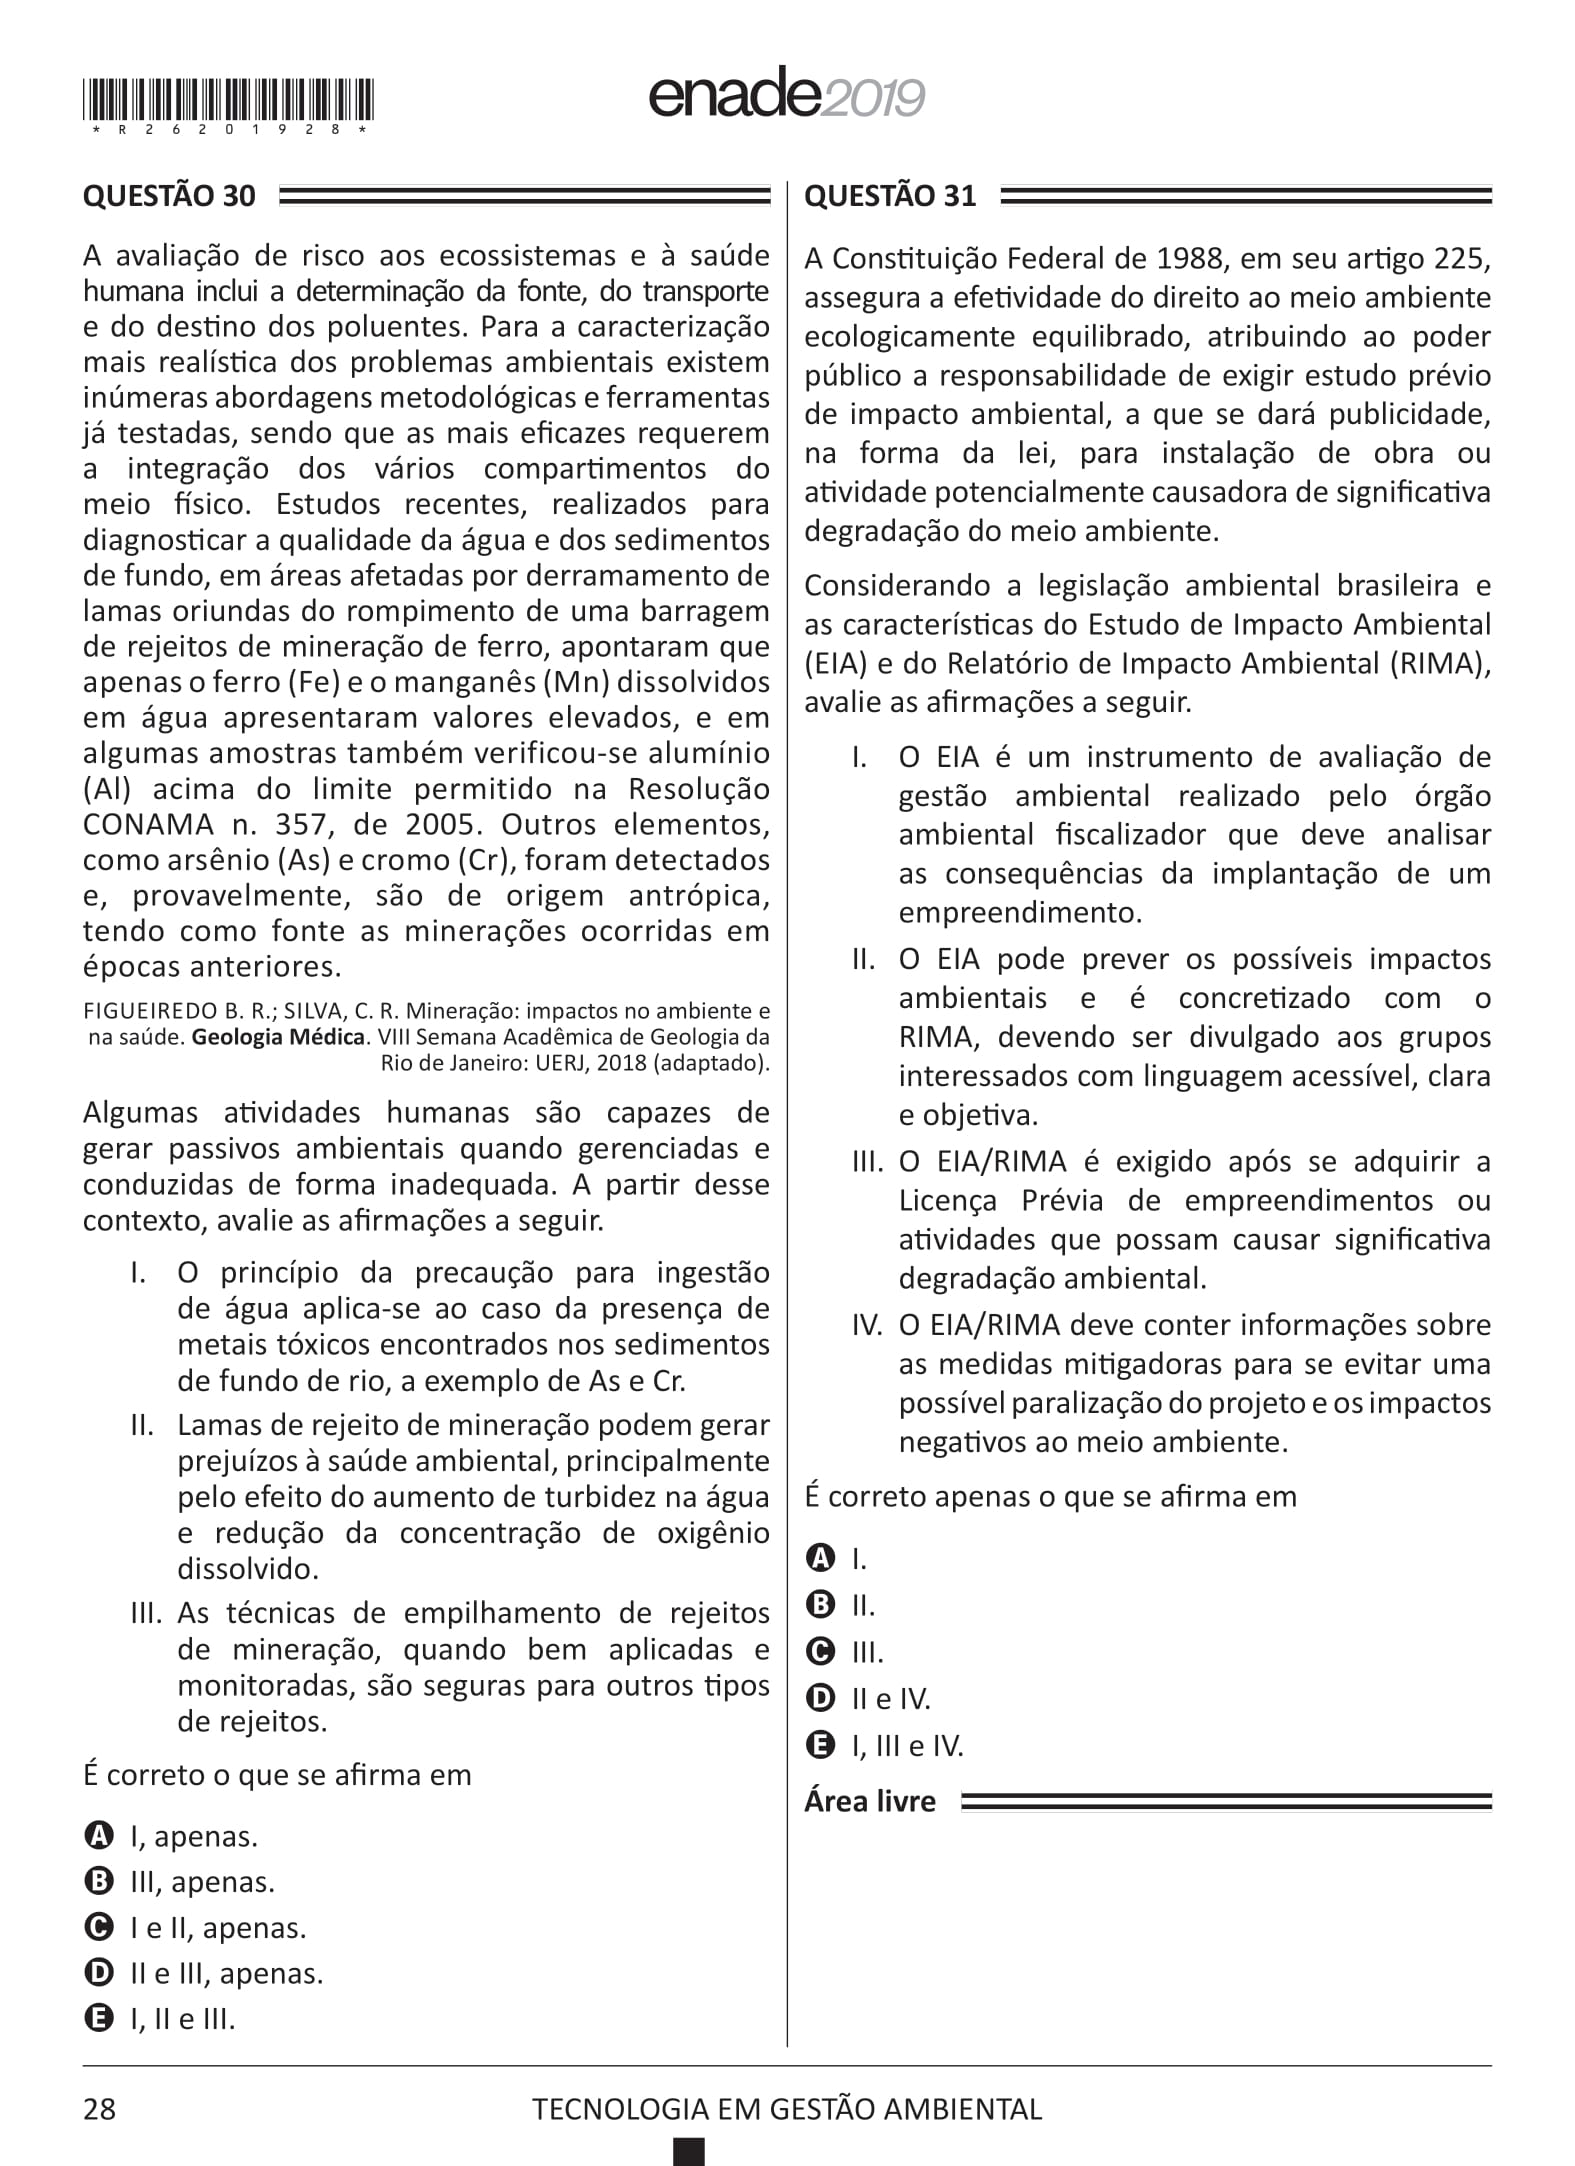 *R26201928*
enade2019
QUESTÃO 30
A avaliação de risco aos ecossistemas e à saúde
humana inclui a determinação da fonte, do transporte
e do destino dos poluentes. Para a caracterização
mais realística dos problemas ambientais existem
inúmeras abordagens metodológicas e ferramentas
já testadas, sendo que as mais eficazes requerem
a integração dos vários compartimentos do
meio físico. Estudos recentes, realizados para
diagnosticar a qualidade da água e dos sedimentos
de fundo, em áreas afetadas por derramamento de
lamas oriundas do rompimento de uma barragem
de rejeitos de mineração de ferro, apontaram que
apenas o ferro (Fe) e o manganês (Mn) dissolvidos
em água apresentaram valores elevados, e em
algumas amostras também verificou-se alumínio
(Al) acima do limite permitido na Resolução
CONAMA n. 357, de 2005. Outros elementos,
como arsênio (As) e cromo (Cr), foram detectados
e, provavelmente, são de origem antrópica,
tendo como fonte as minerações ocorridas em
épocas anteriores.
FIGUEIREDO B. R.; SILVA, C. R. Mineração: impactos no ambiente e
na saúde. Geologia Médica. VIII Semana Acadêmica de Geologia da
Rio de Janeiro: UERJ, 2018 (adaptado).
Algumas atividades humanas são capazes de
gerar passivos ambientais quando gerenciadas e
conduzidas de forma inadequada. A partir desse
contexto, avalie as afirmações a seguir.
I. O princípio da precaução para ingestão
de água aplica-se ao caso da presença de
metais tóxicos encontrados nos sedimentos
de fundo de rio, a exemplo de As e Cr.
II. Lamas de rejeito de mineração podem gerar
prejuízos à saúde ambiental, principalmente
pelo efeito do aumento de turbidez na água
e redução da concentração de oxigênio
dissolvido.
III. As técnicas de empilhamento de rejeitos
de mineração, quando bem aplicadas e
monitoradas, são seguras para outros tipos
de rejeitos.
É correto o que se afirma em
A I, apenas.
B III, apenas.
C I e II, apenas.
D II e III, apenas.
E I, II e III.
QUESTÃO 31
A Constituição Federal de 1988, em seu artigo 225,
assegura a efetividade do direito ao meio ambiente
ecologicamente equilibrado, atribuindo ao poder
público a responsabilidade de exigir estudo prévio
de impacto ambiental, a que se dará publicidade,
na forma da lei, para instalação de obra ou
atividade potencialmente causadora de significativa
degradação do meio ambiente.
Considerando a legislação ambiental brasileira e
as características do Estudo de Impacto Ambiental
(EIA) e do Relatório de Impacto Ambiental (RIMA),
avalie as afirmações a seguir.
I. O EIA é um instrumento de avaliação de
gestão ambiental realizado pelo órgão
ambiental fiscalizador que deve analisar
as consequências da implantação de um
empreendimento.
II. O EIA pode prever os possíveis impactos
ambientais e é concretizado com o
RIMA, devendo ser divulgado aos grupos
interessados com linguagem acessível, clara
e objetiva.
III. O EIA/RIMA é exigido após se adquirir a
Licença Prévia de empreendimentos ou
atividades que possam causar significativa
degradação ambiental.
IV. O EIA/RIMA deve conter informações sobre
as medidas mitigadoras para se evitar uma
possível paralização do projeto e os impactos
negativos ao meio ambiente.
É correto apenas o que se afirma em
A I.
B II.
C III.
D II e IV.
E I, III e IV.
Área livre
28
TECNOLOGIA EM GESTÃO AMBIENTAL